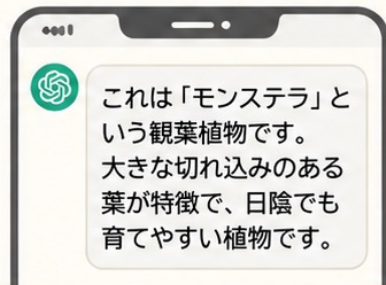 これは「モンステラ」と
いう観葉植物です。
大きな切れ込みのある
葉が特徴で、日陰でも
育てやすい植物です。